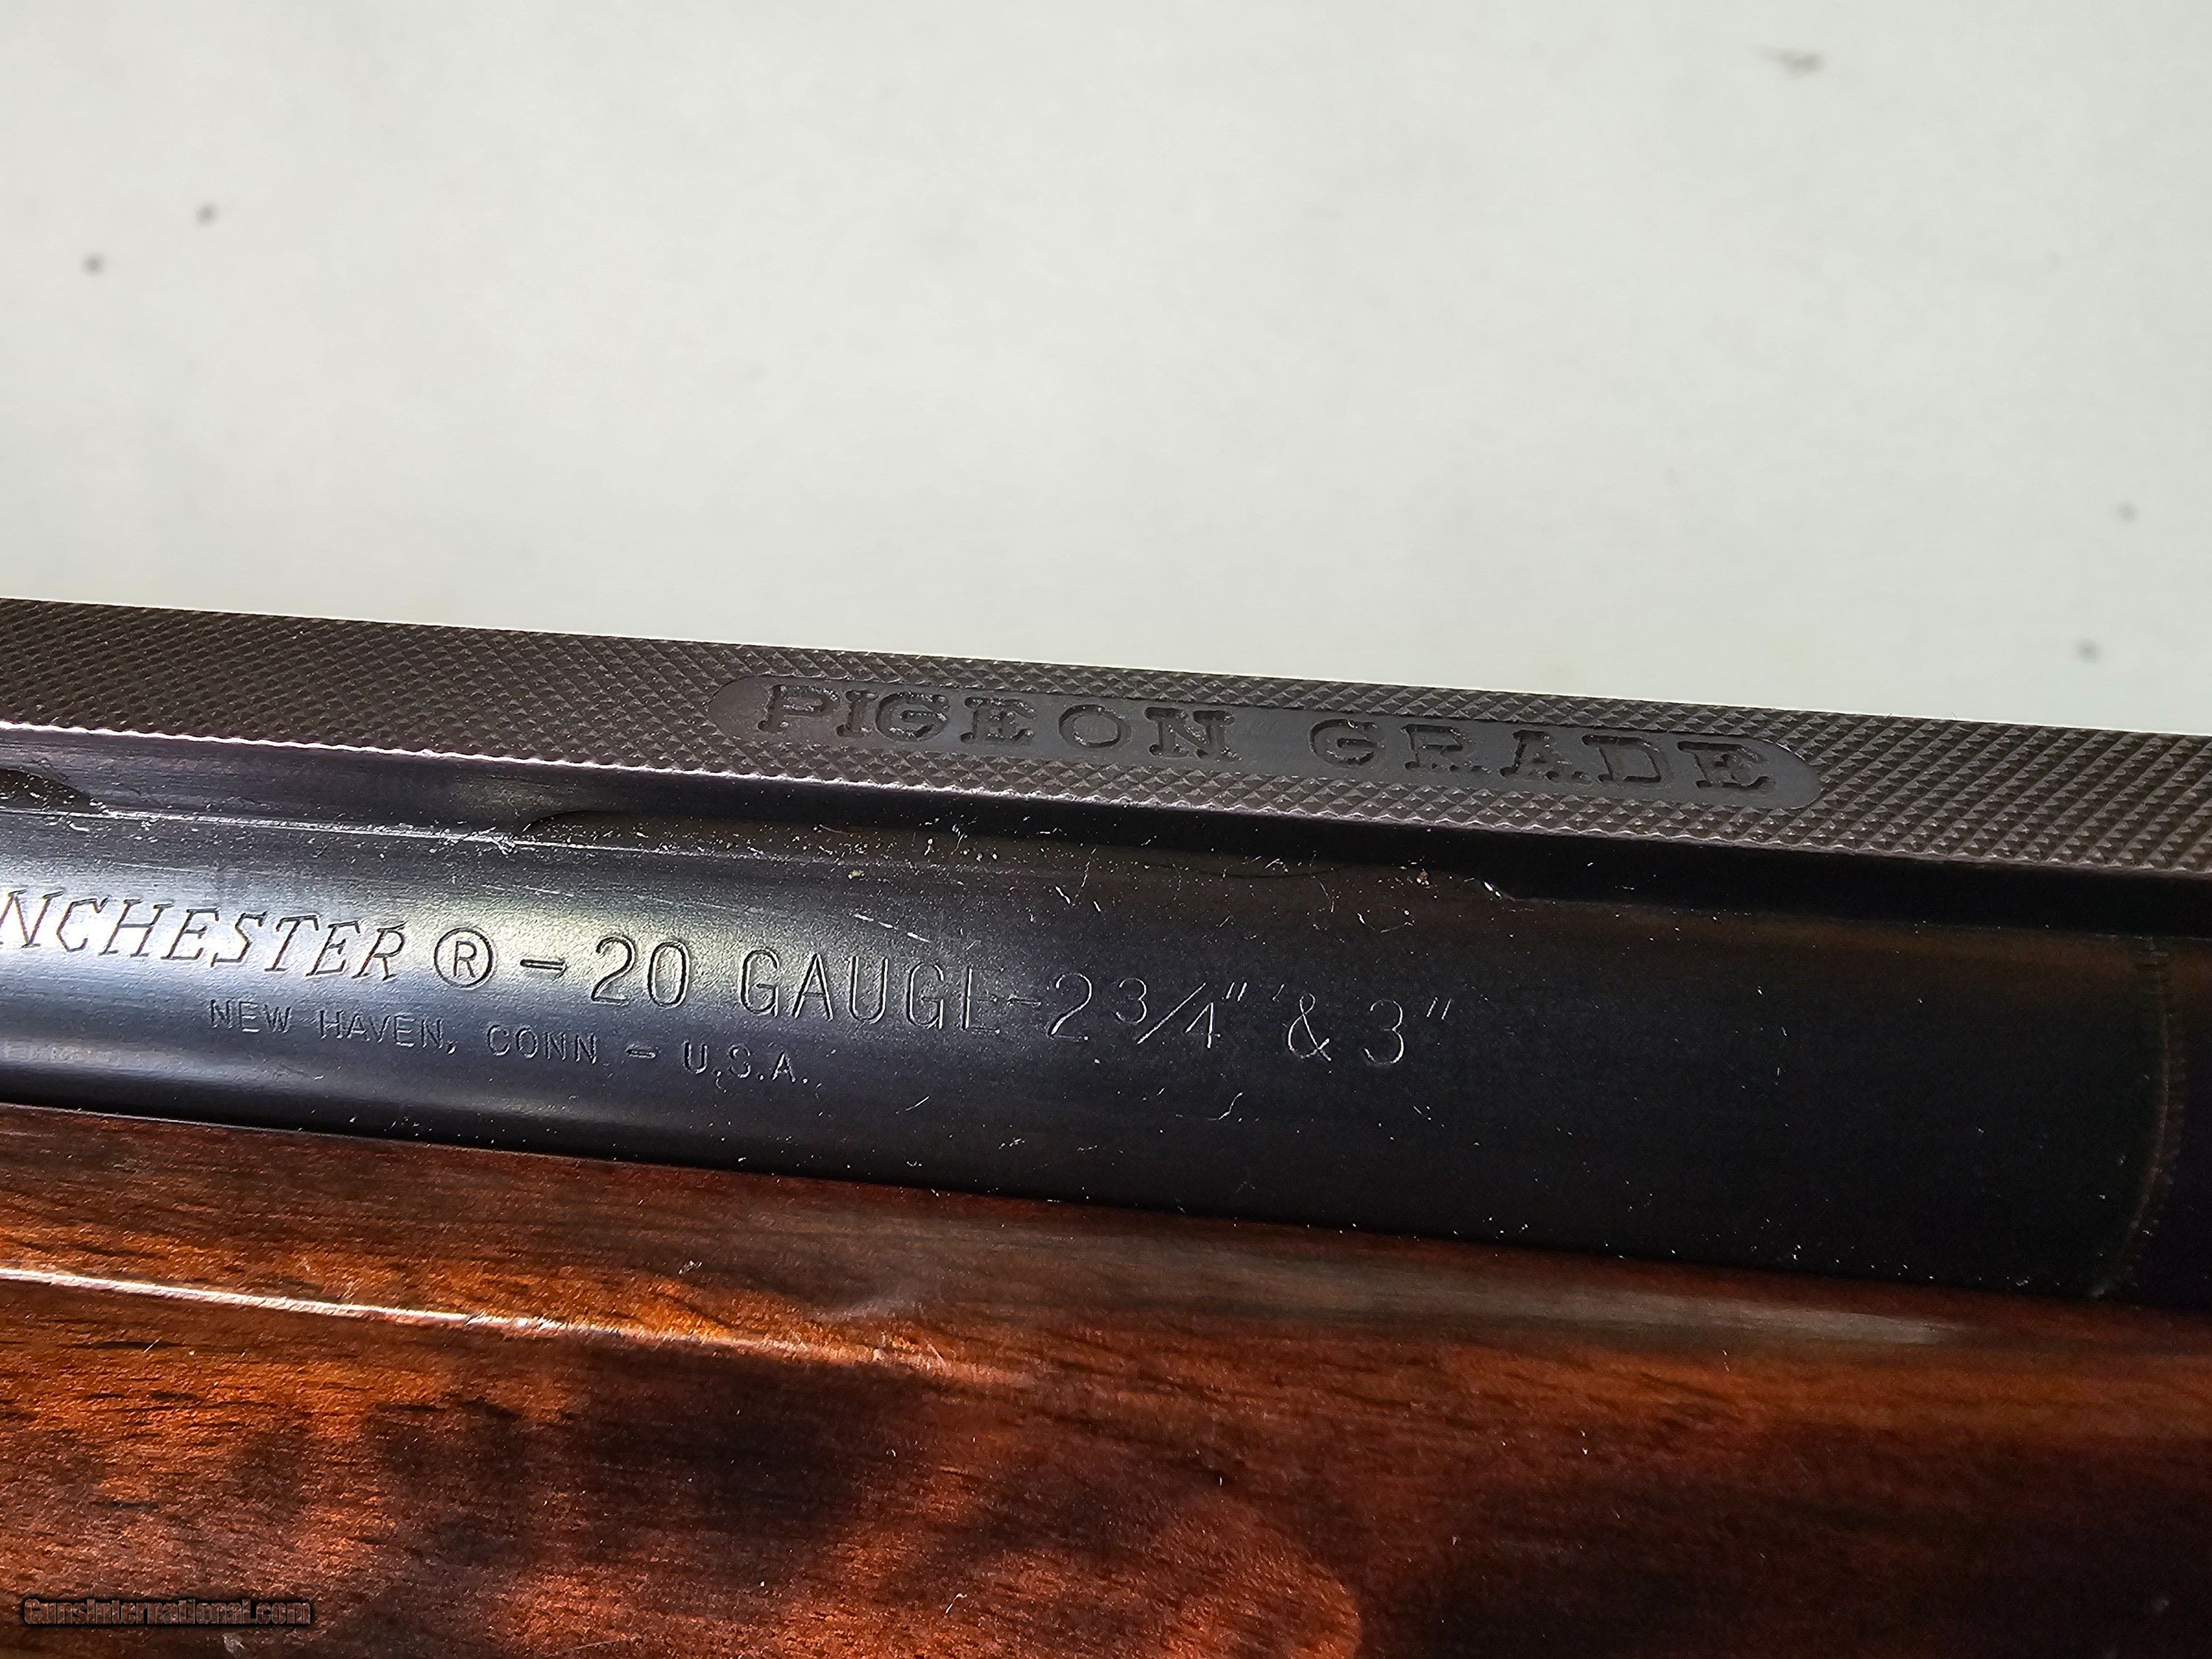 PIGEON GRADE
NCHESTER ® - 20 GAUGE - 2 3/4" & 3"
NEW HAVEN, CONN. - U.S.A.
GunsInternational.com